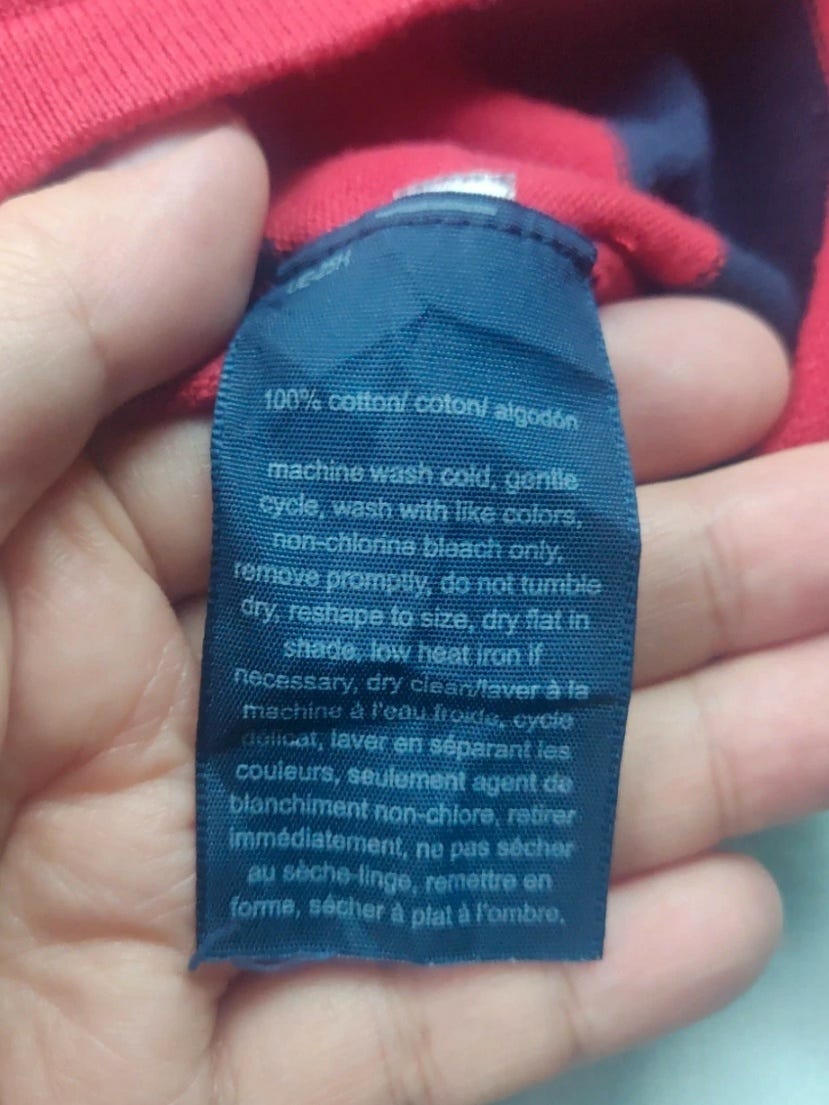 100% cotton/ coton/ algodón
machine wash cold, gentle
cycle, wash with like colors,
non-chlorine bleach only,
remove promptly, do not tumble
dry, reshape to size, dry flat in
shade, low heat iron if
necessary, dry clean/laver à la
machine à l'eau froide, cycle
délicat, laver en séparant les
couleurs, seulement agent de
blanchiment non-chlore, retirer
immédiatement, ne pas sécher
au sèche-linge, remettre en
forme, sécher à plat à l'ombre,